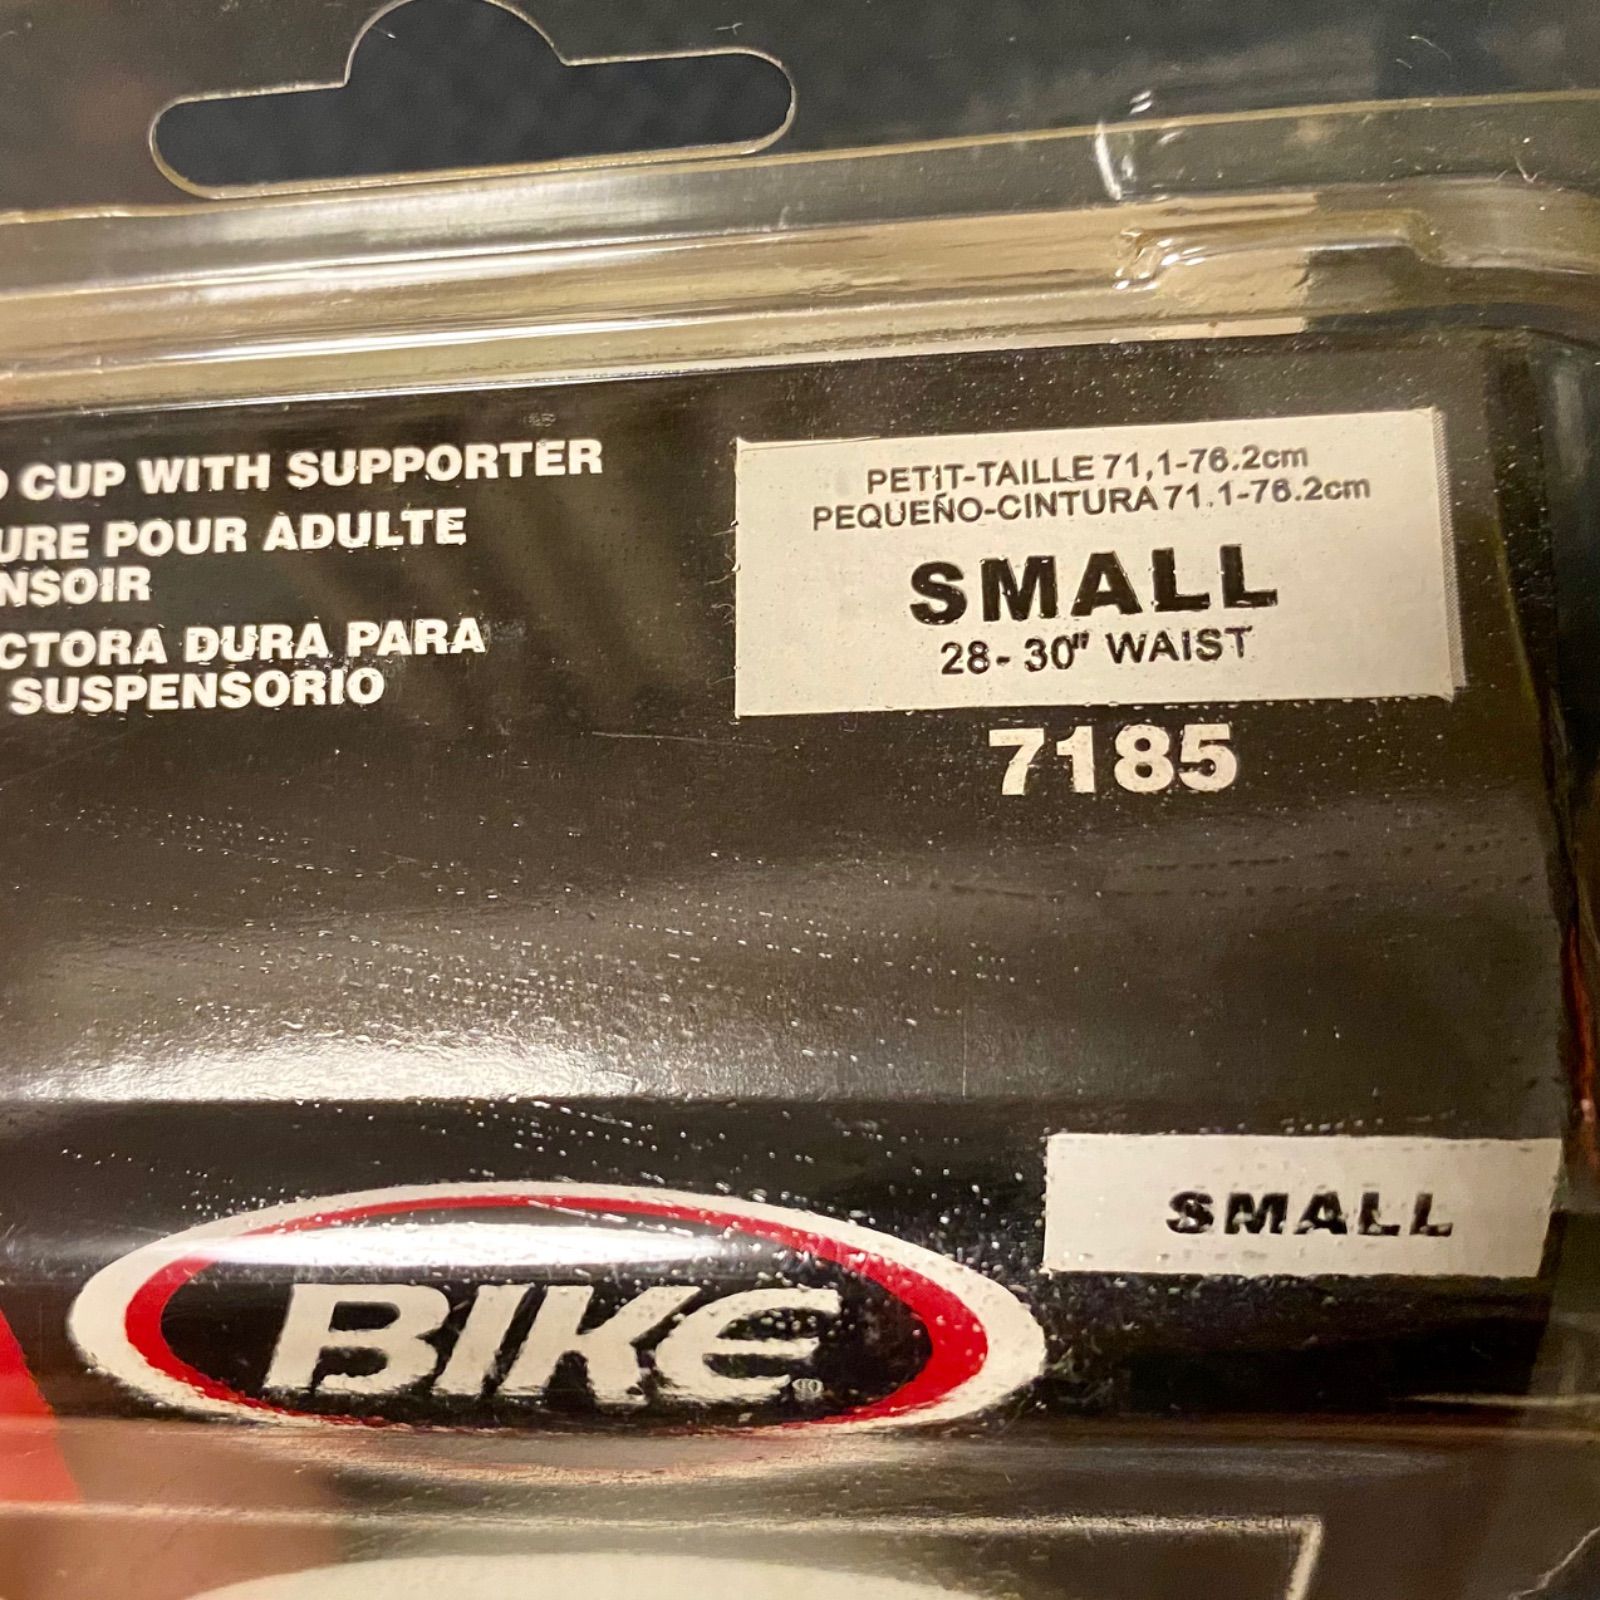 CUP WITH SUPPORTER
URE POUR ADULTE
NSOIR
CTORA DURA PARA
SUSPENSORIO
PETIT-TAILLE 71,1-76.2cm
PEQUEÑO-CINTURA 71.1-76.2cm
SMALL
28-30" WAIST
7185
SMALL
BIKE®